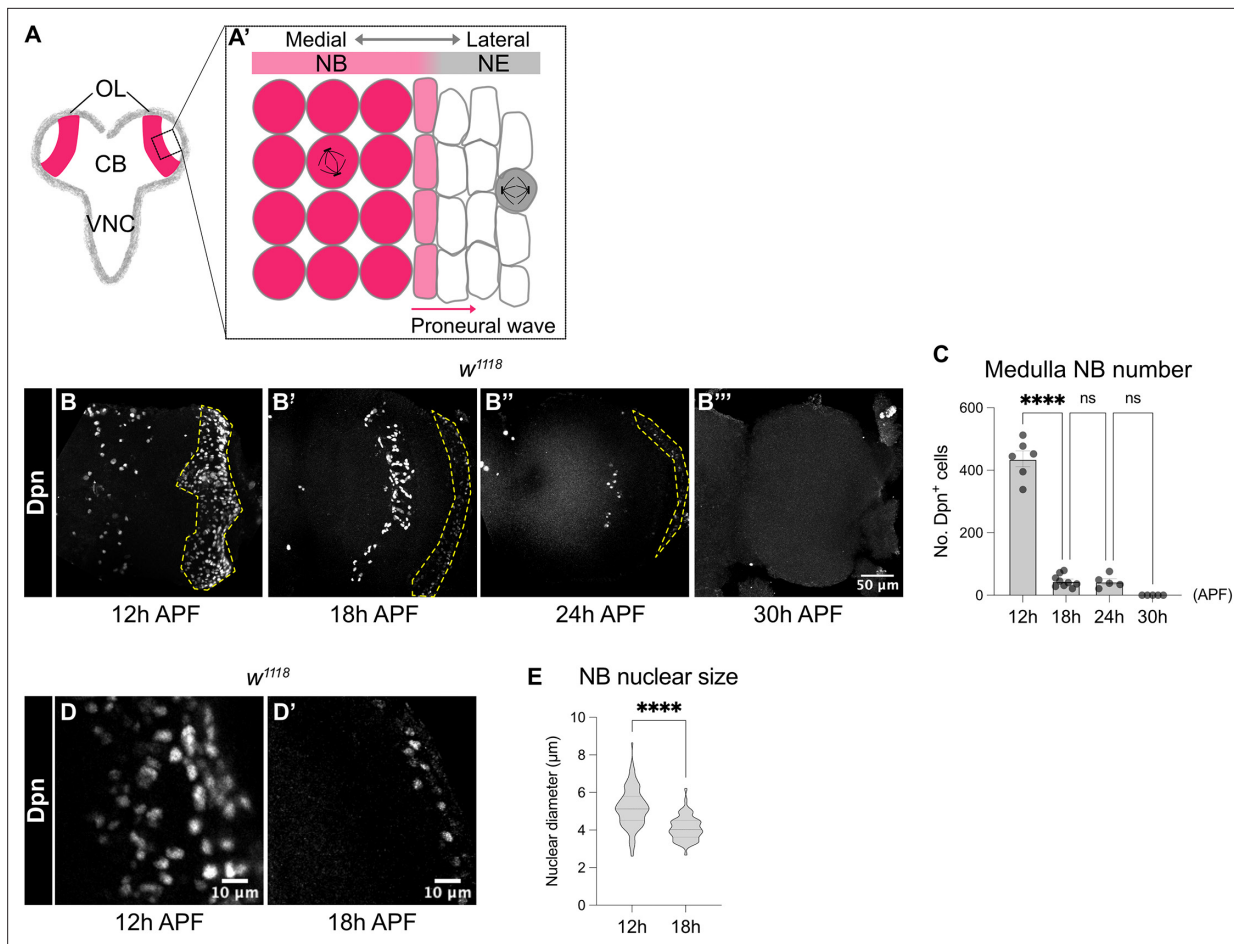 A
OL
CB
VNC
A'
Medial
Lateral
NB
NE
Proneural wave
w1118
Dpn
B
B'
B''
B'''
50 µm
12h APF
18h APF
24h APF
30h APF
C
Medulla NB number
**** ns ns
No. Dpn+ cells
600
400
200
0
12h 18h 24h 30h
(APF)
w1118
Dpn
D
D'
10 µm
10 µm
12h APF
18h APF
E
NB nuclear size
****
Nuclear diameter (µm)
10
8
6
4
2
0
12h 18h